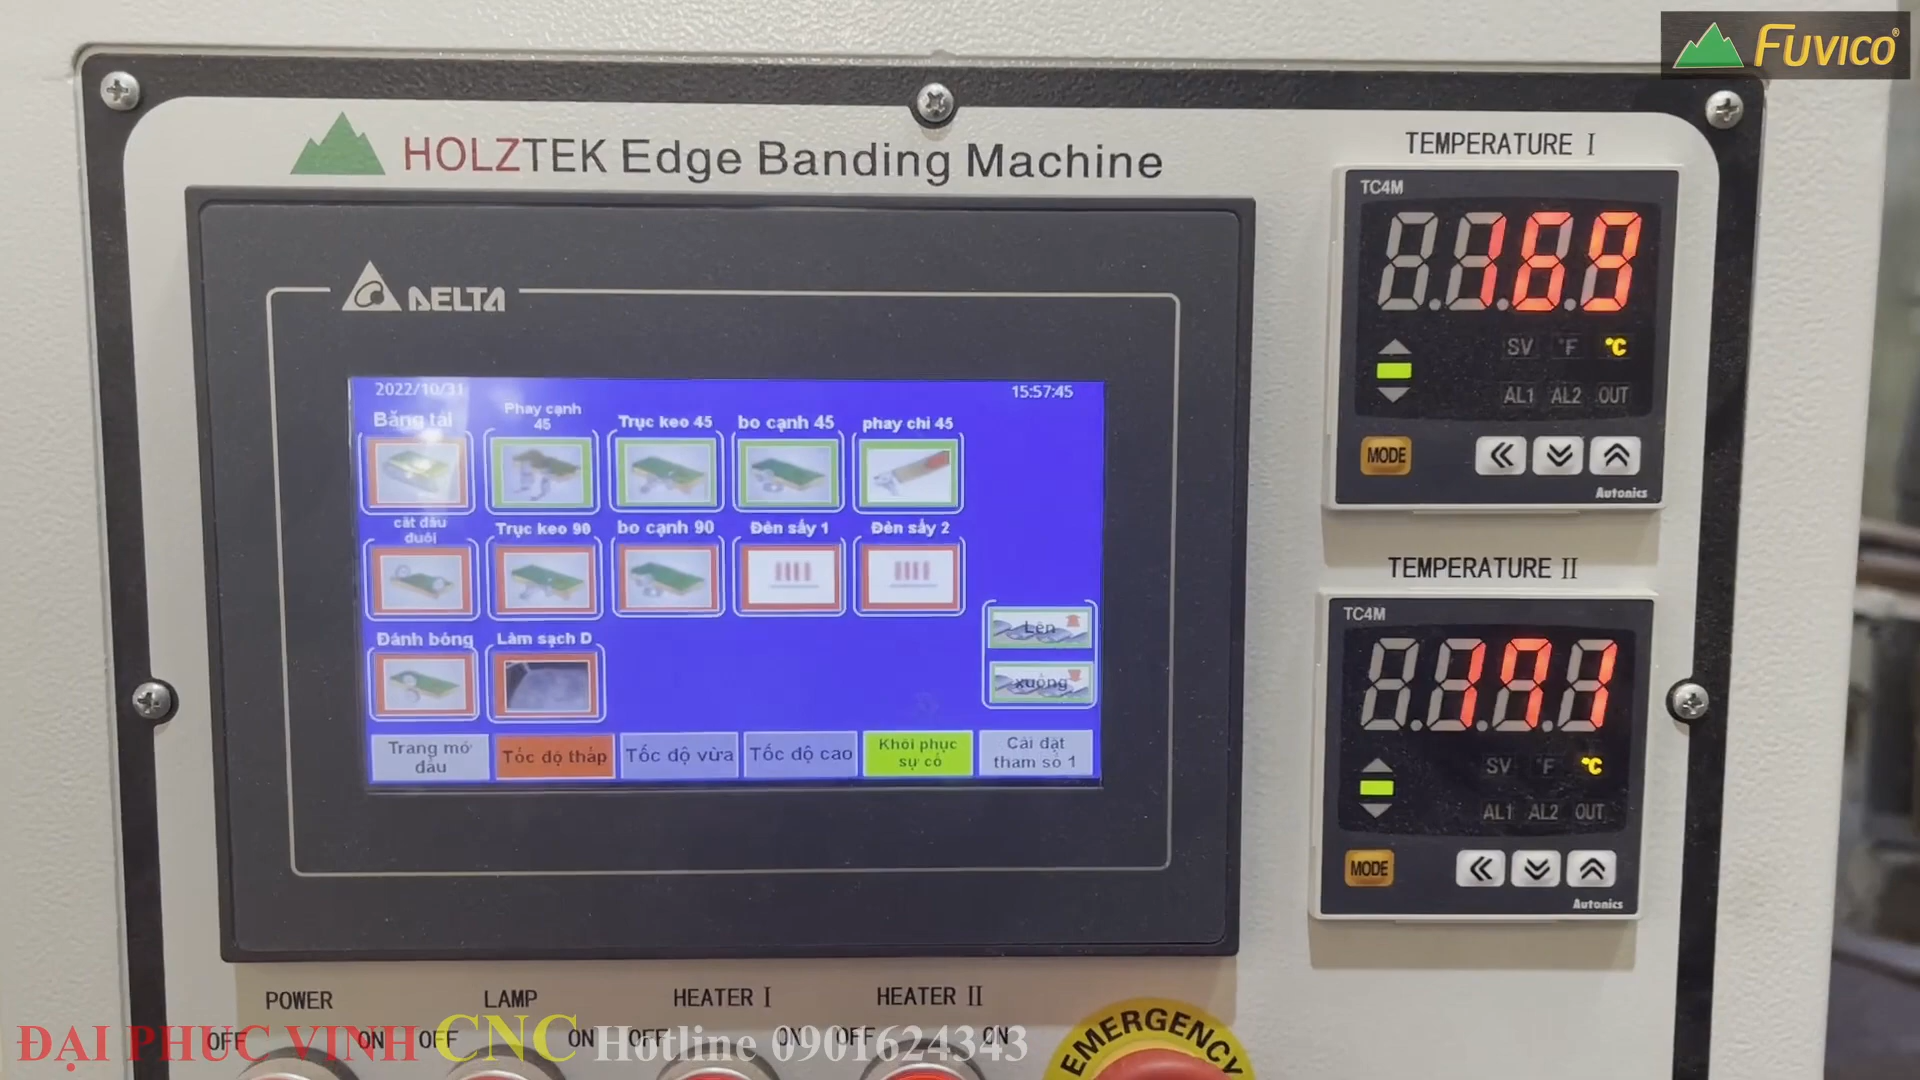 FUVICO®
HOLZTEK Edge Banding Machine
TEMPERATURE I
TC4M
169
SV °F °C
AL1 AL2 OUT
MODE
Autonics
DELTA
2022/10/31
15:57:45
Băng tải
Phay cạnh
45
Trục keo 45
bo cạnh 45
phay chỉ 45
cắt đầu
đuôi
Trục keo 90
bo cạnh 90
Đèn sấy 1
Đèn sấy 2
Đánh bóng
Làm sạch D
Lên
xuống
Trang mở
đầu
Tốc độ thấp
Tốc độ vừa
Tốc độ cao
Khôi phục
sự cố
Cài đặt
tham số 1
TEMPERATURE II
TC4M
171
SV °F °C
AL1 AL2 OUT
MODE
Autonics
POWER
LAMP
HEATER I
HEATER II
OFF ON
OFF ON
OFF ON
OFF ON
EMERGENCY
ĐẠI PHUC VINH CNC Hotline 0901624343